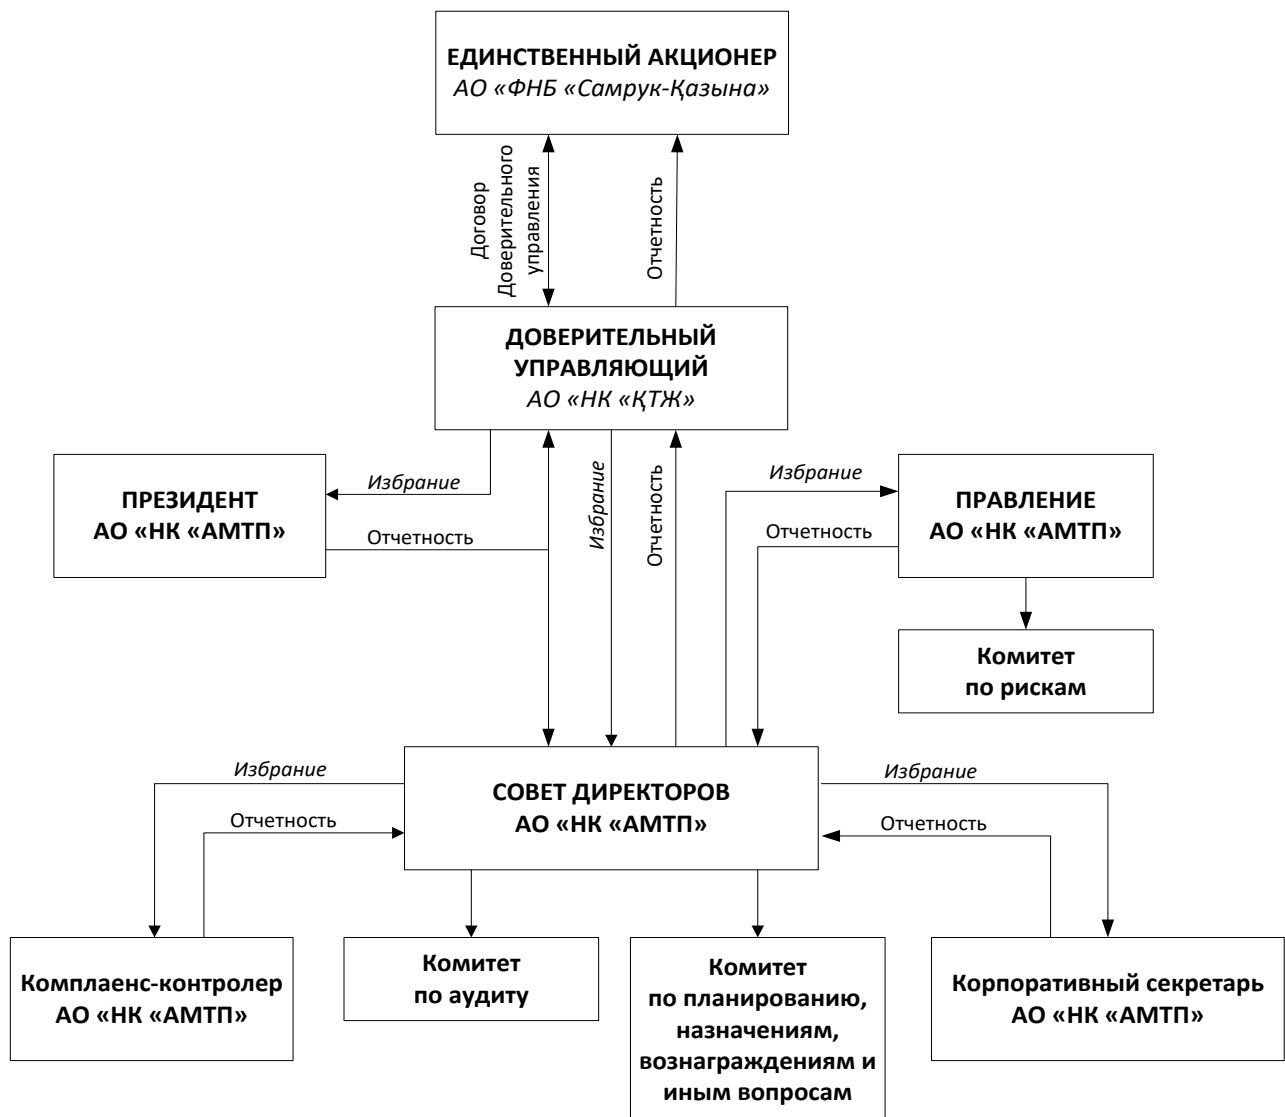 ЕДИНСТВЕННЫЙ АКЦИОНЕР
АО «ФНБ «Самрук-Қазына»
Договор
Доверительного
управления
Отчетность
ДОВЕРИТЕЛЬНЫЙ
УПРАВЛЯЮЩИЙ
АО «НК «ҚТЖ»
ПРЕЗИДЕНТ
АО «НК «АМТП»
Избрание
Отчетность
Избрание
Отчетность
Избрание
Отчетность
ПРАВЛЕНИЕ
АО «НК «АМТП»
Комитет
по рискам
СОВЕТ ДИРЕКТОРОВ
АО «НК «АМТП»
Избрание
Отчетность
Избрание
Отчетность
Комплаенс-контролер
АО «НК «АМТП»
Комитет
по аудиту
Комитет
по планированию,
назначениям,
вознаграждениям и
иным вопросам
Корпоративный секретарь
АО «НК «АМТП»